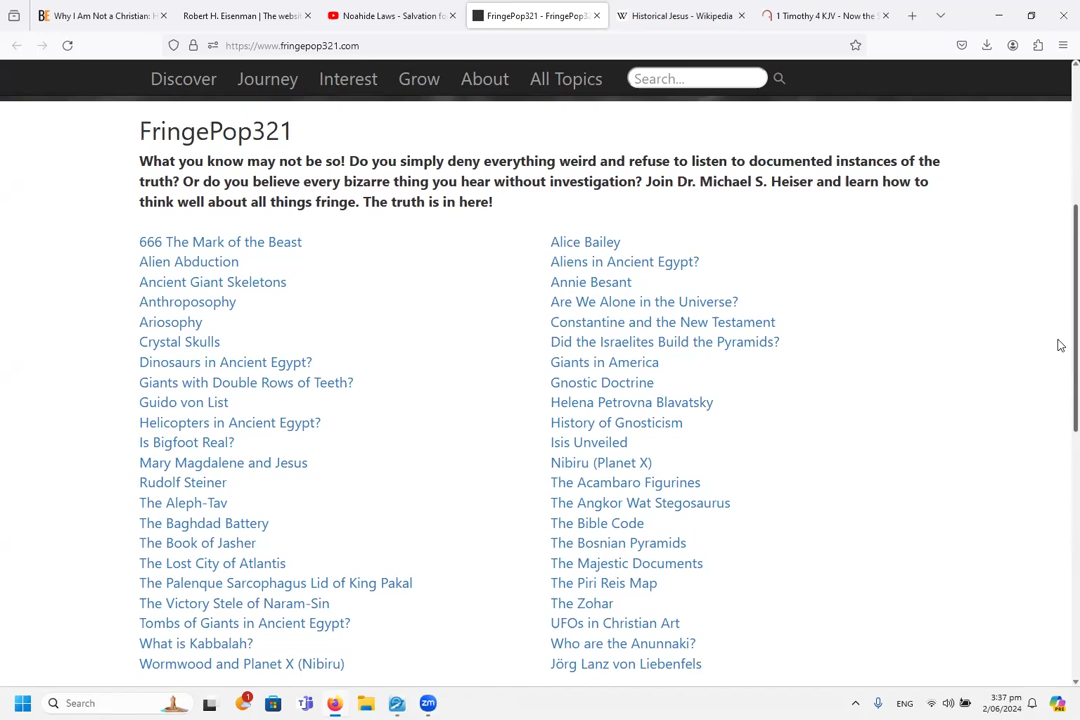 Why I Am Not a Christian: H
Robert H. Eisenman | The websit
Noahide Laws - Salvation fo
FringePop321 - FringePop32
Historical Jesus - Wikipedia
1 Timothy 4 KJV - Now the S
https://www.fringepop321.com
Discover Journey Interest Grow About All Topics Search...
FringePop321
What you know may not be so! Do you simply deny everything weird and refuse to listen to documented instances of the
truth? Or do you believe every bizarre thing you hear without investigation? Join Dr. Michael S. Heiser and learn how to
think well about all things fringe. The truth is in here!
666 The Mark of the Beast
Alien Abduction
Ancient Giant Skeletons
Anthroposophy
Ariosophy
Crystal Skulls
Dinosaurs in Ancient Egypt?
Giants with Double Rows of Teeth?
Guido von List
Helicopters in Ancient Egypt?
Is Bigfoot Real?
Mary Magdalene and Jesus
Rudolf Steiner
The Aleph-Tav
The Baghdad Battery
The Book of Jasher
The Lost City of Atlantis
The Palenque Sarcophagus Lid of King Pakal
The Victory Stele of Naram-Sin
Tombs of Giants in Ancient Egypt?
What is Kabbalah?
Wormwood and Planet X (Nibiru)
Alice Bailey
Aliens in Ancient Egypt?
Annie Besant
Are We Alone in the Universe?
Constantine and the New Testament
Did the Israelites Build the Pyramids?
Giants in America
Gnostic Doctrine
Helena Petrovna Blavatsky
History of Gnosticism
Isis Unveiled
Nibiru (Planet X)
The Acambaro Figurines
The Angkor Wat Stegosaurus
The Bible Code
The Bosnian Pyramids
The Majestic Documents
The Piri Reis Map
The Zohar
UFOs in Christian Art
Who are the Anunnaki?
Jörg Lanz von Liebenfels
Search
1
zm
ENG
3:37 pm
2/06/2024
PRE